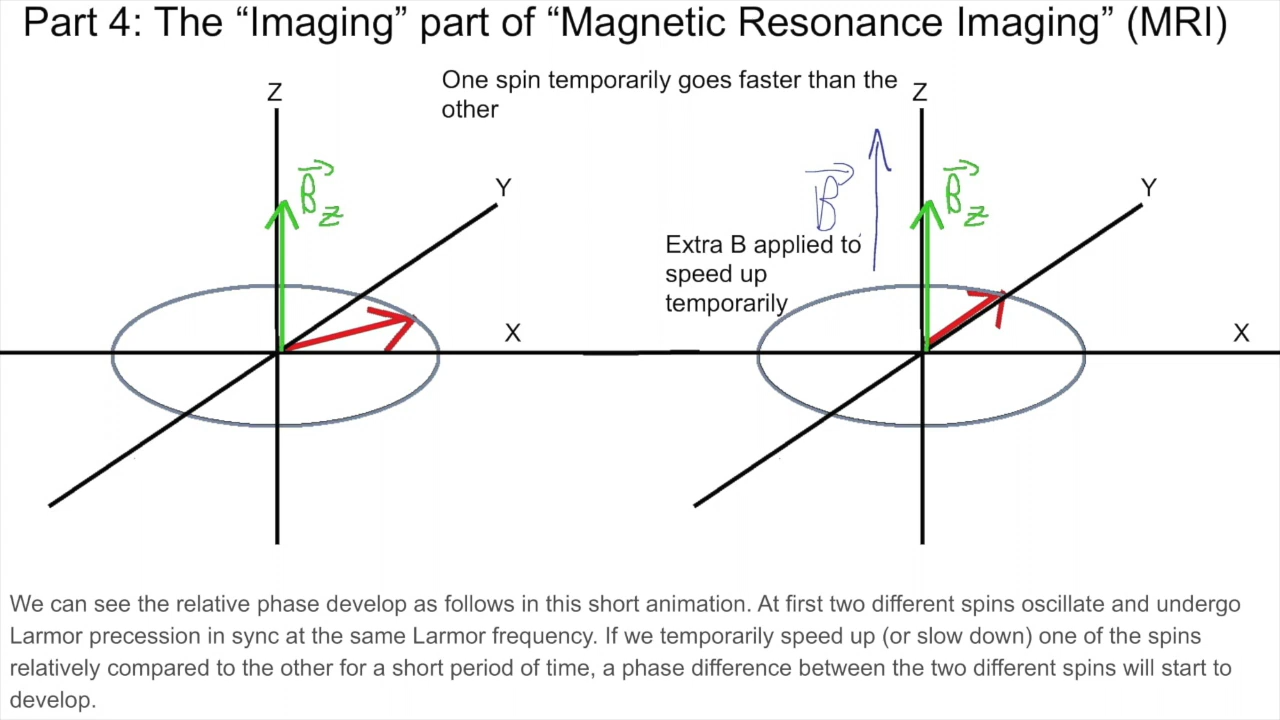 Part 4: The “Imaging” part of “Magnetic Resonance Imaging” (MRI)
One spin temporarily goes faster than the
other
Z
B
z
Y
X
Z
B
B
z
Y
X
Extra B applied to
speed up
temporarily
We can see the relative phase develop as follows in this short animation. At first two different spins oscillate and undergo
Larmor precession in sync at the same Larmor frequency. If we temporarily speed up (or slow down) one of the spins
relatively compared to the other for a short period of time, a phase difference between the two different spins will start to
develop.